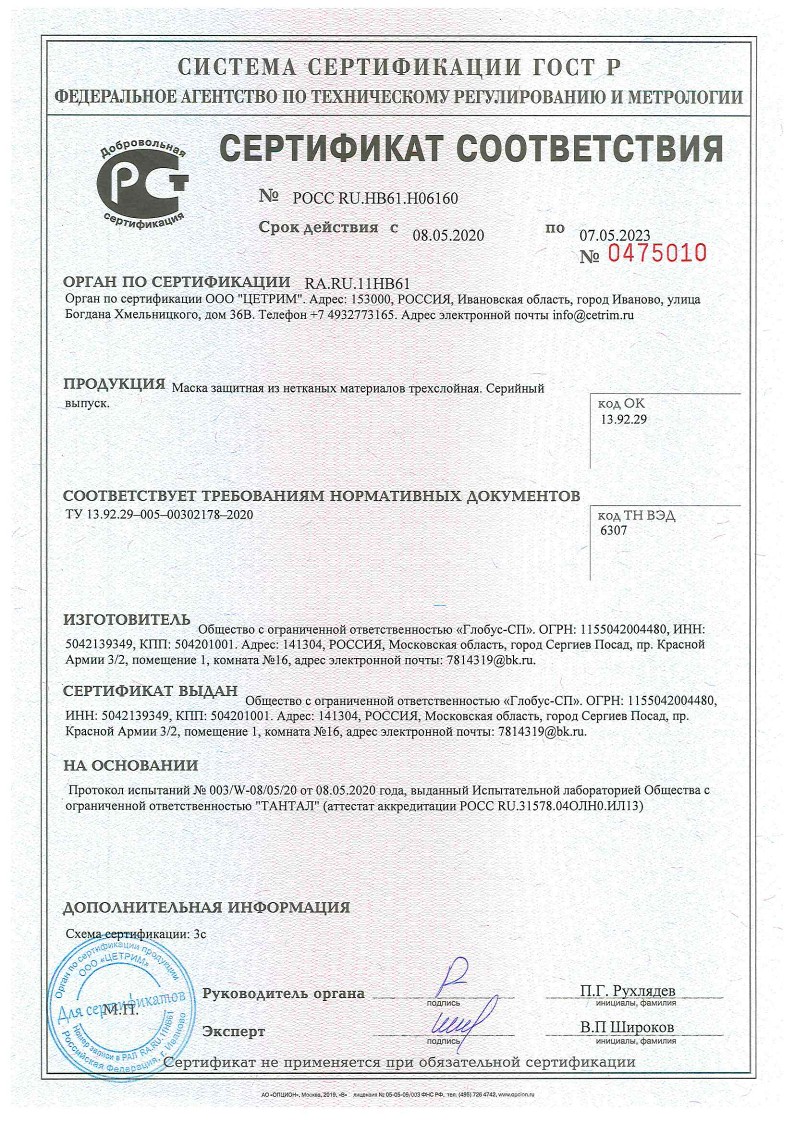 СИСТЕМА СЕРТИФИКАЦИИ ГОСТ Р
ФЕДЕРАЛЬНОЕ АГЕНТСТВО ПО ТЕХНИЧЕСКОМУ РЕГУЛИРОВАНИЮ И МЕТРОЛОГИИ
Добровольная
РСТ
сертификация
СЕРТИФИКАТ СООТВЕТСТВИЯ
№ РОСС RU.НВ61.Н06160
Срок действия с 08.05.2020 по 07.05.2023
№ 0475010
ОРГАН ПО СЕРТИФИКАЦИИ RA.RU.11НВ61
Орган по сертификации ООО "ЦЕТРИМ". Адрес: 153000, РОССИЯ, Ивановская область, город Иваново, улица
Богдана Хмельницкого, дом 36В. Телефон +7 4932773165. Адрес электронной почты info@cetrim.ru
ПРОДУКЦИЯ Маска защитная из нетканых материалов трехслойная. Серийный
выпуск.
код ОК
13.92.29
СООТВЕТСТВУЕТ ТРЕБОВАНИЯМ НОРМАТИВНЫХ ДОКУМЕНТОВ
ТУ 13.92.29–005–00302178–2020
код ТН ВЭД
6307
ИЗГОТОВИТЕЛЬ Общество с ограниченной ответственностью «Глобус-СП». ОГРН: 1155042004480, ИНН:
5042139349, КПП: 504201001. Адрес: 141304, РОССИЯ, Московская область, город Сергиев Посад, пр. Красной
Армии 3/2, помещение 1, комната №16, адрес электронной почты: 7814319@bk.ru.
СЕРТИФИКАТ ВЫДАН Общество с ограниченной ответственностью «Глобус-СП». ОГРН: 1155042004480,
ИНН: 5042139349, КПП: 504201001. Адрес: 141304, РОССИЯ, Московская область, город Сергиев Посад, пр.
Красной Армии 3/2, помещение 1, комната №16, адрес электронной почты: 7814319@bk.ru.
НА ОСНОВАНИИ
Протокол испытаний № 003/W-08/05/20 от 08.05.2020 года, выданный Испытательной лабораторией Общества с
ограниченной ответственностью "ТАНТАЛ" (аттестат аккредитации РОСС RU.31578.04ОЛН0.ИЛ13)
ДОПОЛНИТЕЛЬНАЯ ИНФОРМАЦИЯ
Схема сертификации: 3с
Орган по сертификации продукции
ООО «ЦЕТРИМ»
Для сертификатов
М.П.
Номер записи в РАЛ RA.RU.11НВ61
Российская Федерация, г. Иваново
Руководитель органа
подпись
П.Г. Рухлядев
инициалы, фамилия
Эксперт
подпись
В.П Широков
инициалы, фамилия
Сертификат не применяется при обязательной сертификации
АО «ОПЦИОН», Москва, 2019, «В» лицензия № 05-05-09/003 ФНС РФ, тел. (495) 726 4742, www.opcion.ru